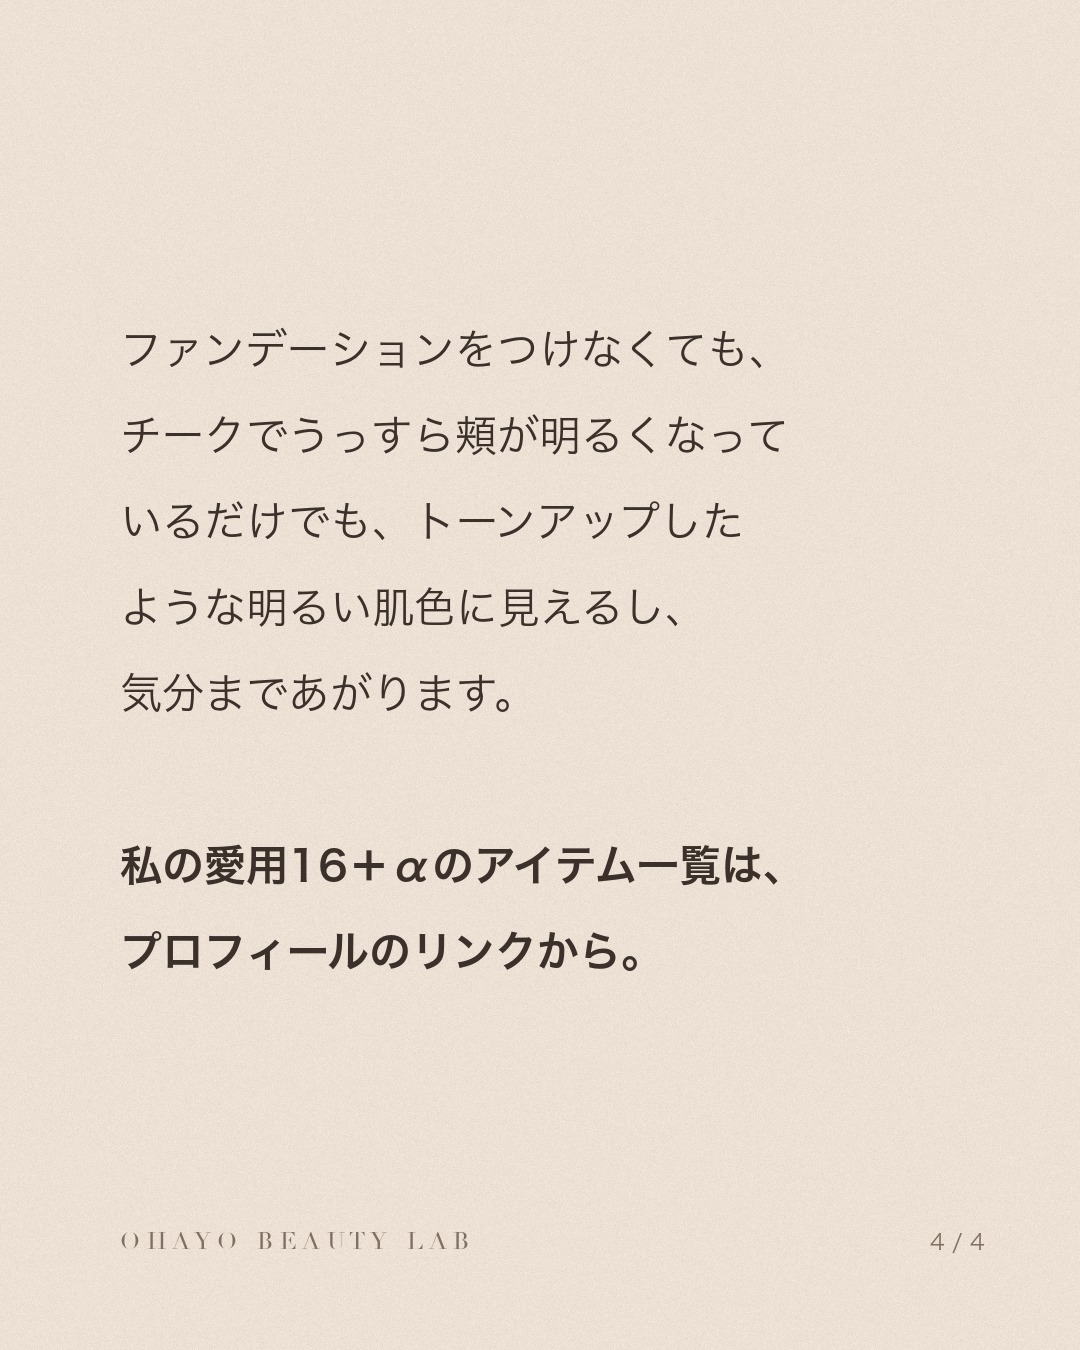 ファンデーションをつけなくても、
チークでうっすら頬が明るくなって
いるだけでも、トーンアップした
ような明るい肌色に見えるし、
気分まであがります。
私の愛用16＋αのアイテム一覧は、
プロフィールのリンクから。
OHAYO BEAUTY LAB
4 / 4